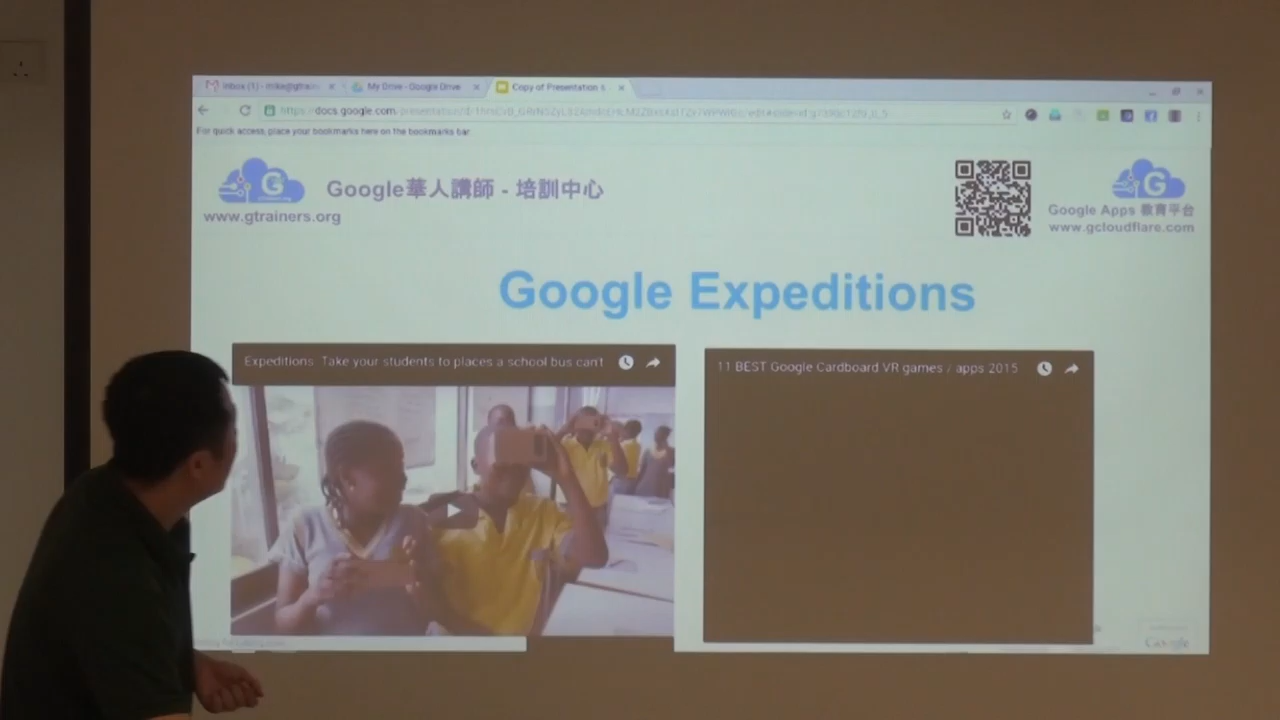 Inbox (1) - mike@gtrain
My Drive - Google Drive
Copy of Presentation
https://docs.google.com
For quick access, place your bookmarks here on the bookmarks bar.
G
Google華人講師 - 培訓中心
www.gtrainers.org
G
Google Apps 教育平台
www.gcloudflare.com
Google Expeditions
Expeditions: Take your students to places a school bus can't
11 BEST Google Cardboard VR games / apps 2015
Google